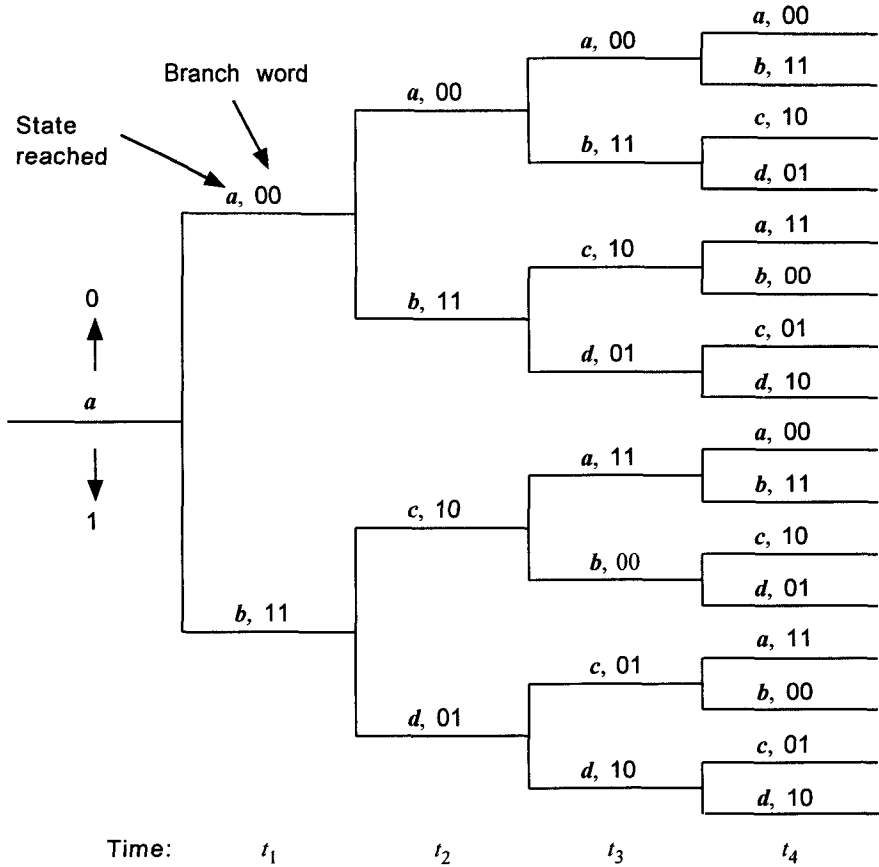 a, 00
a, 00
Branch word
b, 11
a, 00
State
c, 10
reached
b, 11
d, 01
a, 00
a, 11
c, 10
b, 00
0
b, 11
c, 01
d, 01
d, 10
a
a, 00
a, 11
b, 11
1
c, 10
c, 10
b, 00
d, 01
b, 11
a, 11
c, 01
b, 00
d, 01
c, 01
d, 10
d, 10
Time: t1 t2 t3 t4